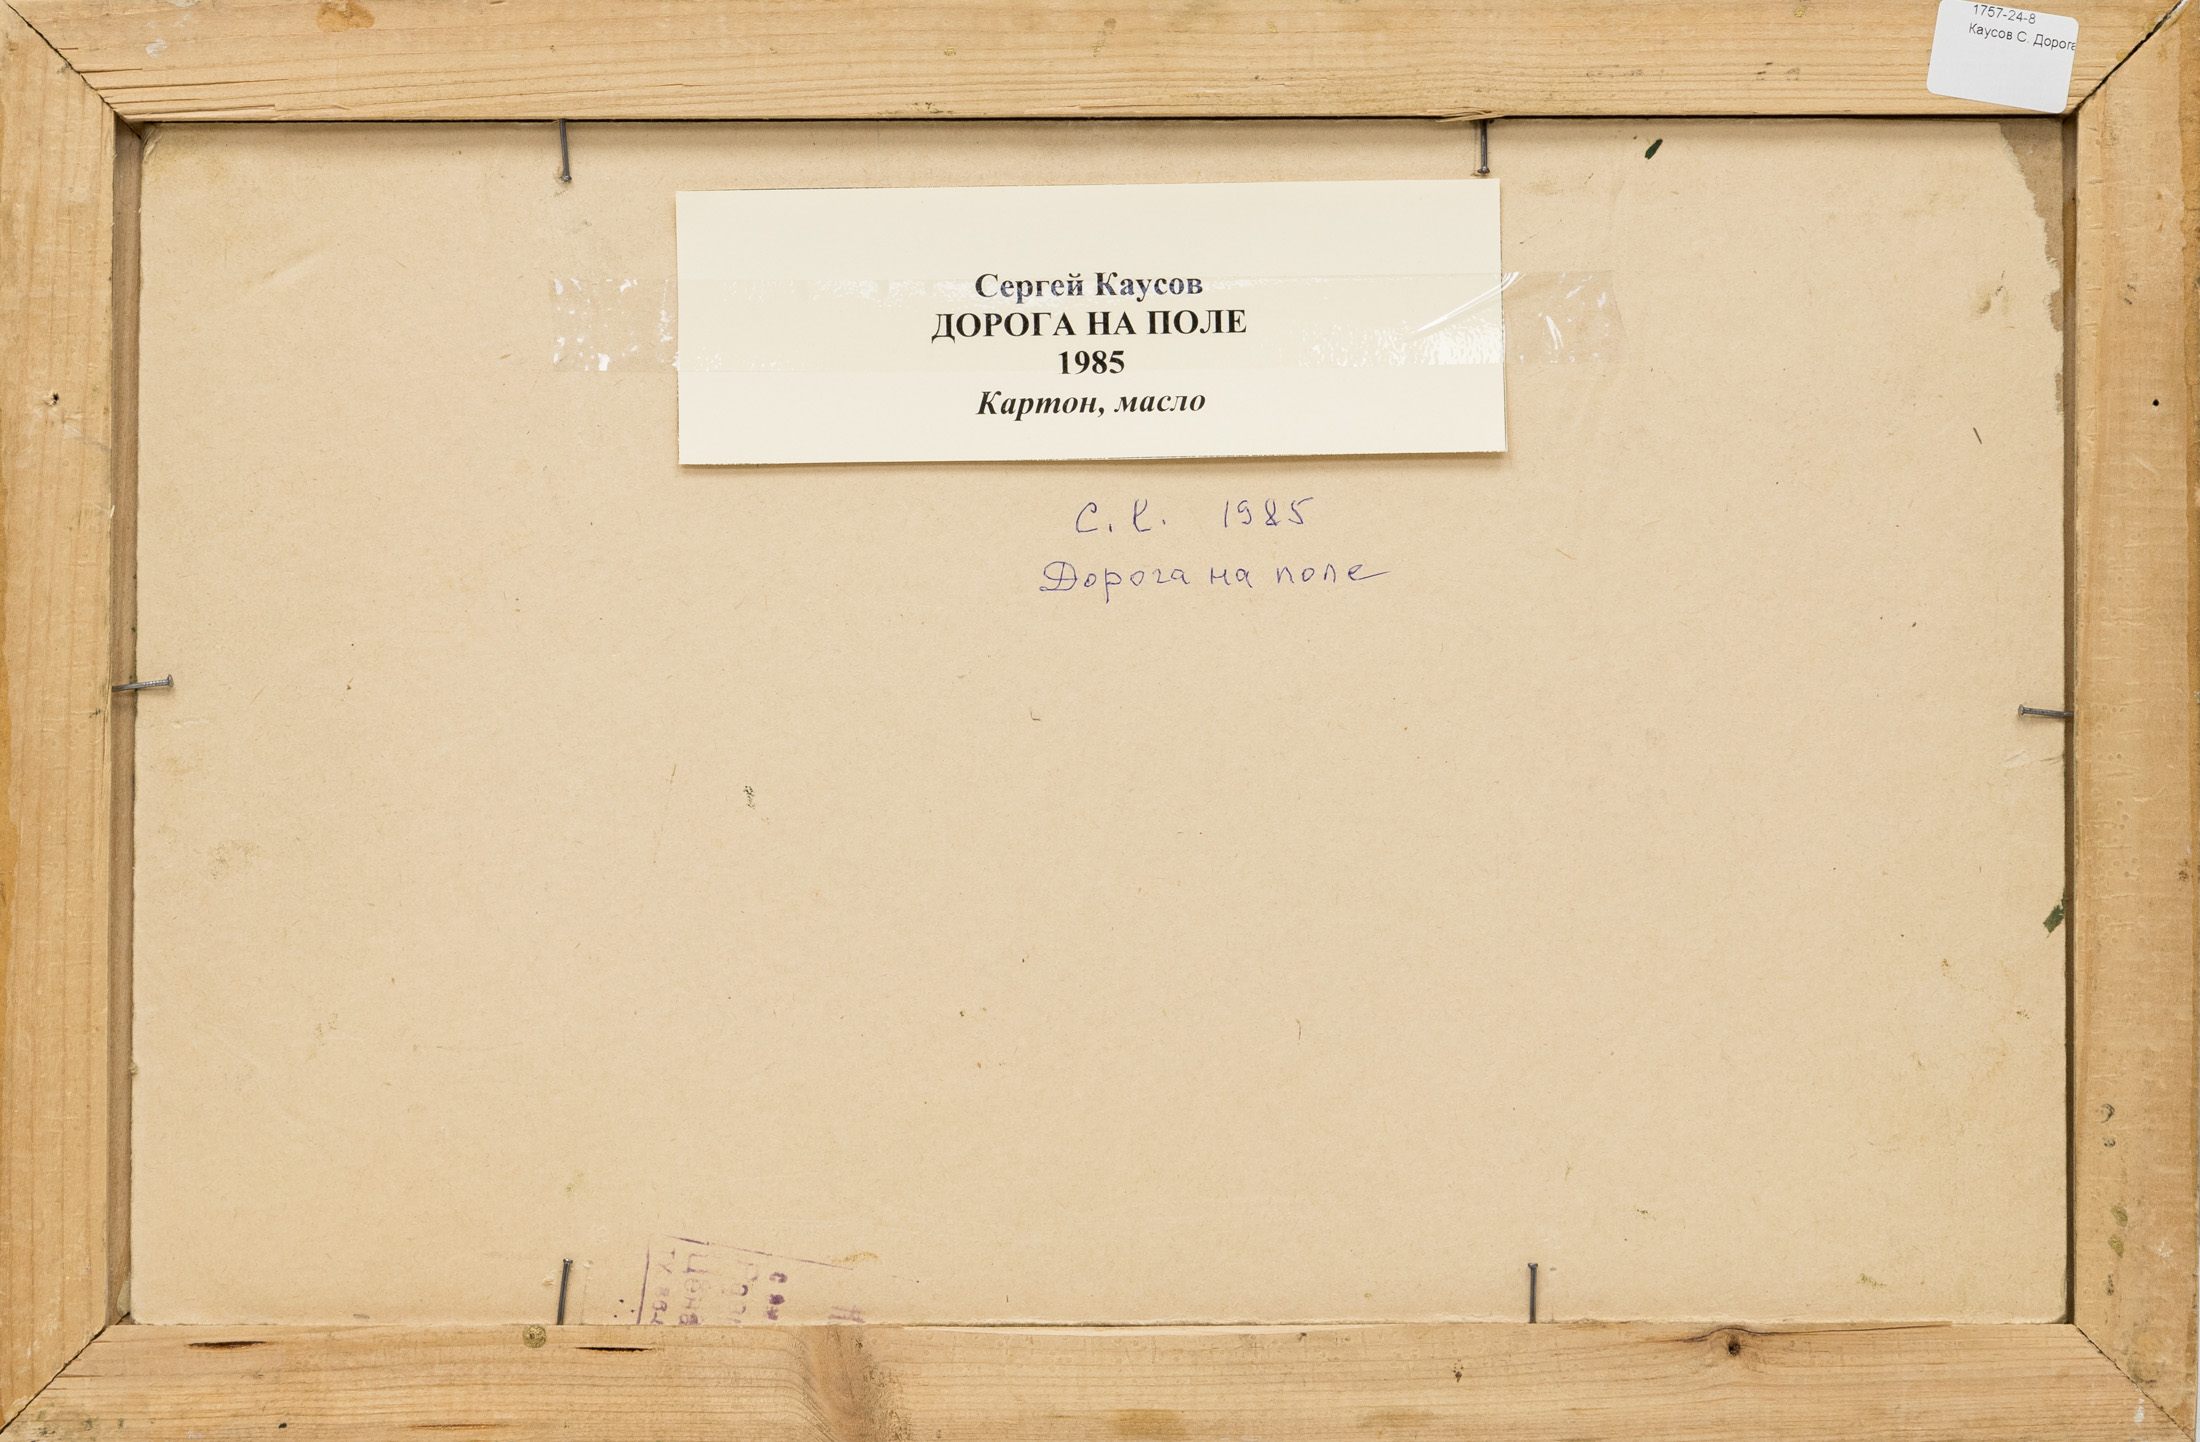 1757-24-8
Каусов С. Дорога
Сергей Каусов
ДОРОГА НА ПОЛЕ
1985
Картон, масло
С. К. 1985
Дорога на поле